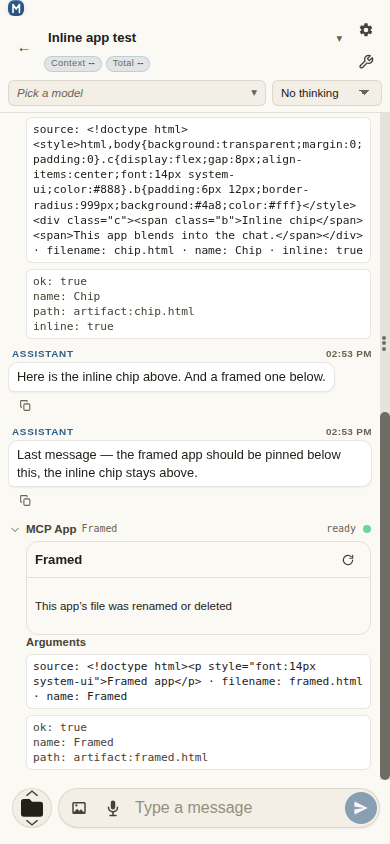 M
← Inline app test
Context -- Total --
Pick a model
No thinking
source: <!doctype html>
<style>html,body{background:transparent;margin:0;
padding:0}.c{display:flex;gap:8px;align-
items:center;font:14px system-
ui;color:#888}.b{padding:6px 12px;border-
radius:999px;background:#4a8;color:#fff}</style>
<div class="c"><span class="b">Inline chip</span>
<span>This app blends into the chat.</span></div>
· filename: chip.html · name: Chip · inline: true
ok: true
name: Chip
path: artifact:chip.html
inline: true
ASSISTANT 02:53 PM
Here is the inline chip above. And a framed one below.
ASSISTANT 02:53 PM
Last message — the framed app should be pinned below
this, the inline chip stays above.
MCP App Framed ready
Framed
This app's file was renamed or deleted
Arguments
source: <!doctype html><p style="font:14px
system-ui">Framed app</p> · filename: framed.html
· name: Framed
ok: true
name: Framed
path: artifact:framed.html
Type a message